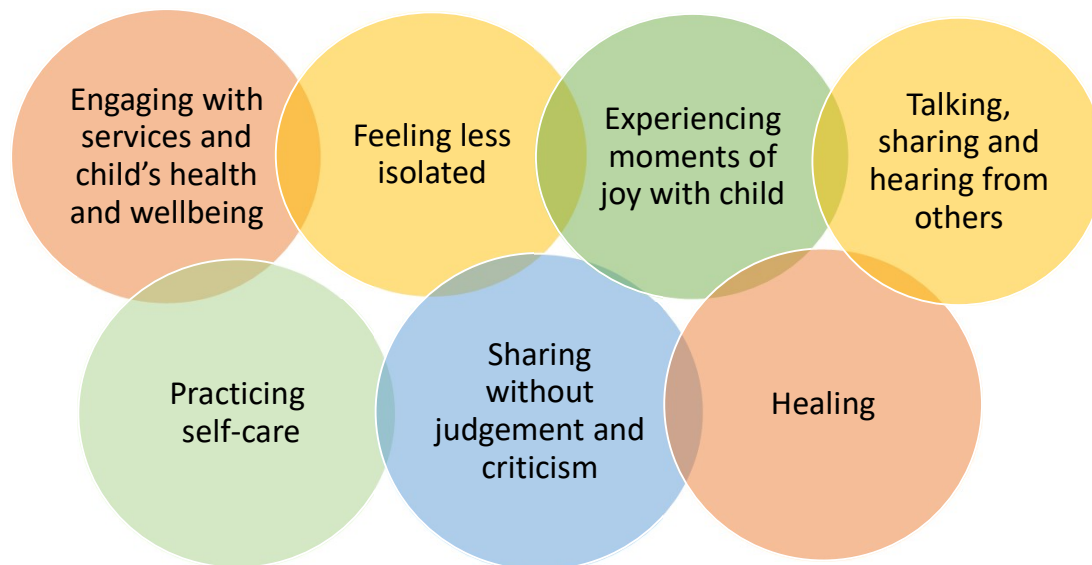 Engaging with
services and
child’s health
and wellbeing
Feeling less
isolated
Experiencing
moments of
joy with child
Talking,
sharing and
hearing from
others
Practicing
self-care
Sharing
without
judgement and
criticism
Healing